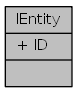 IEntity
+ ID